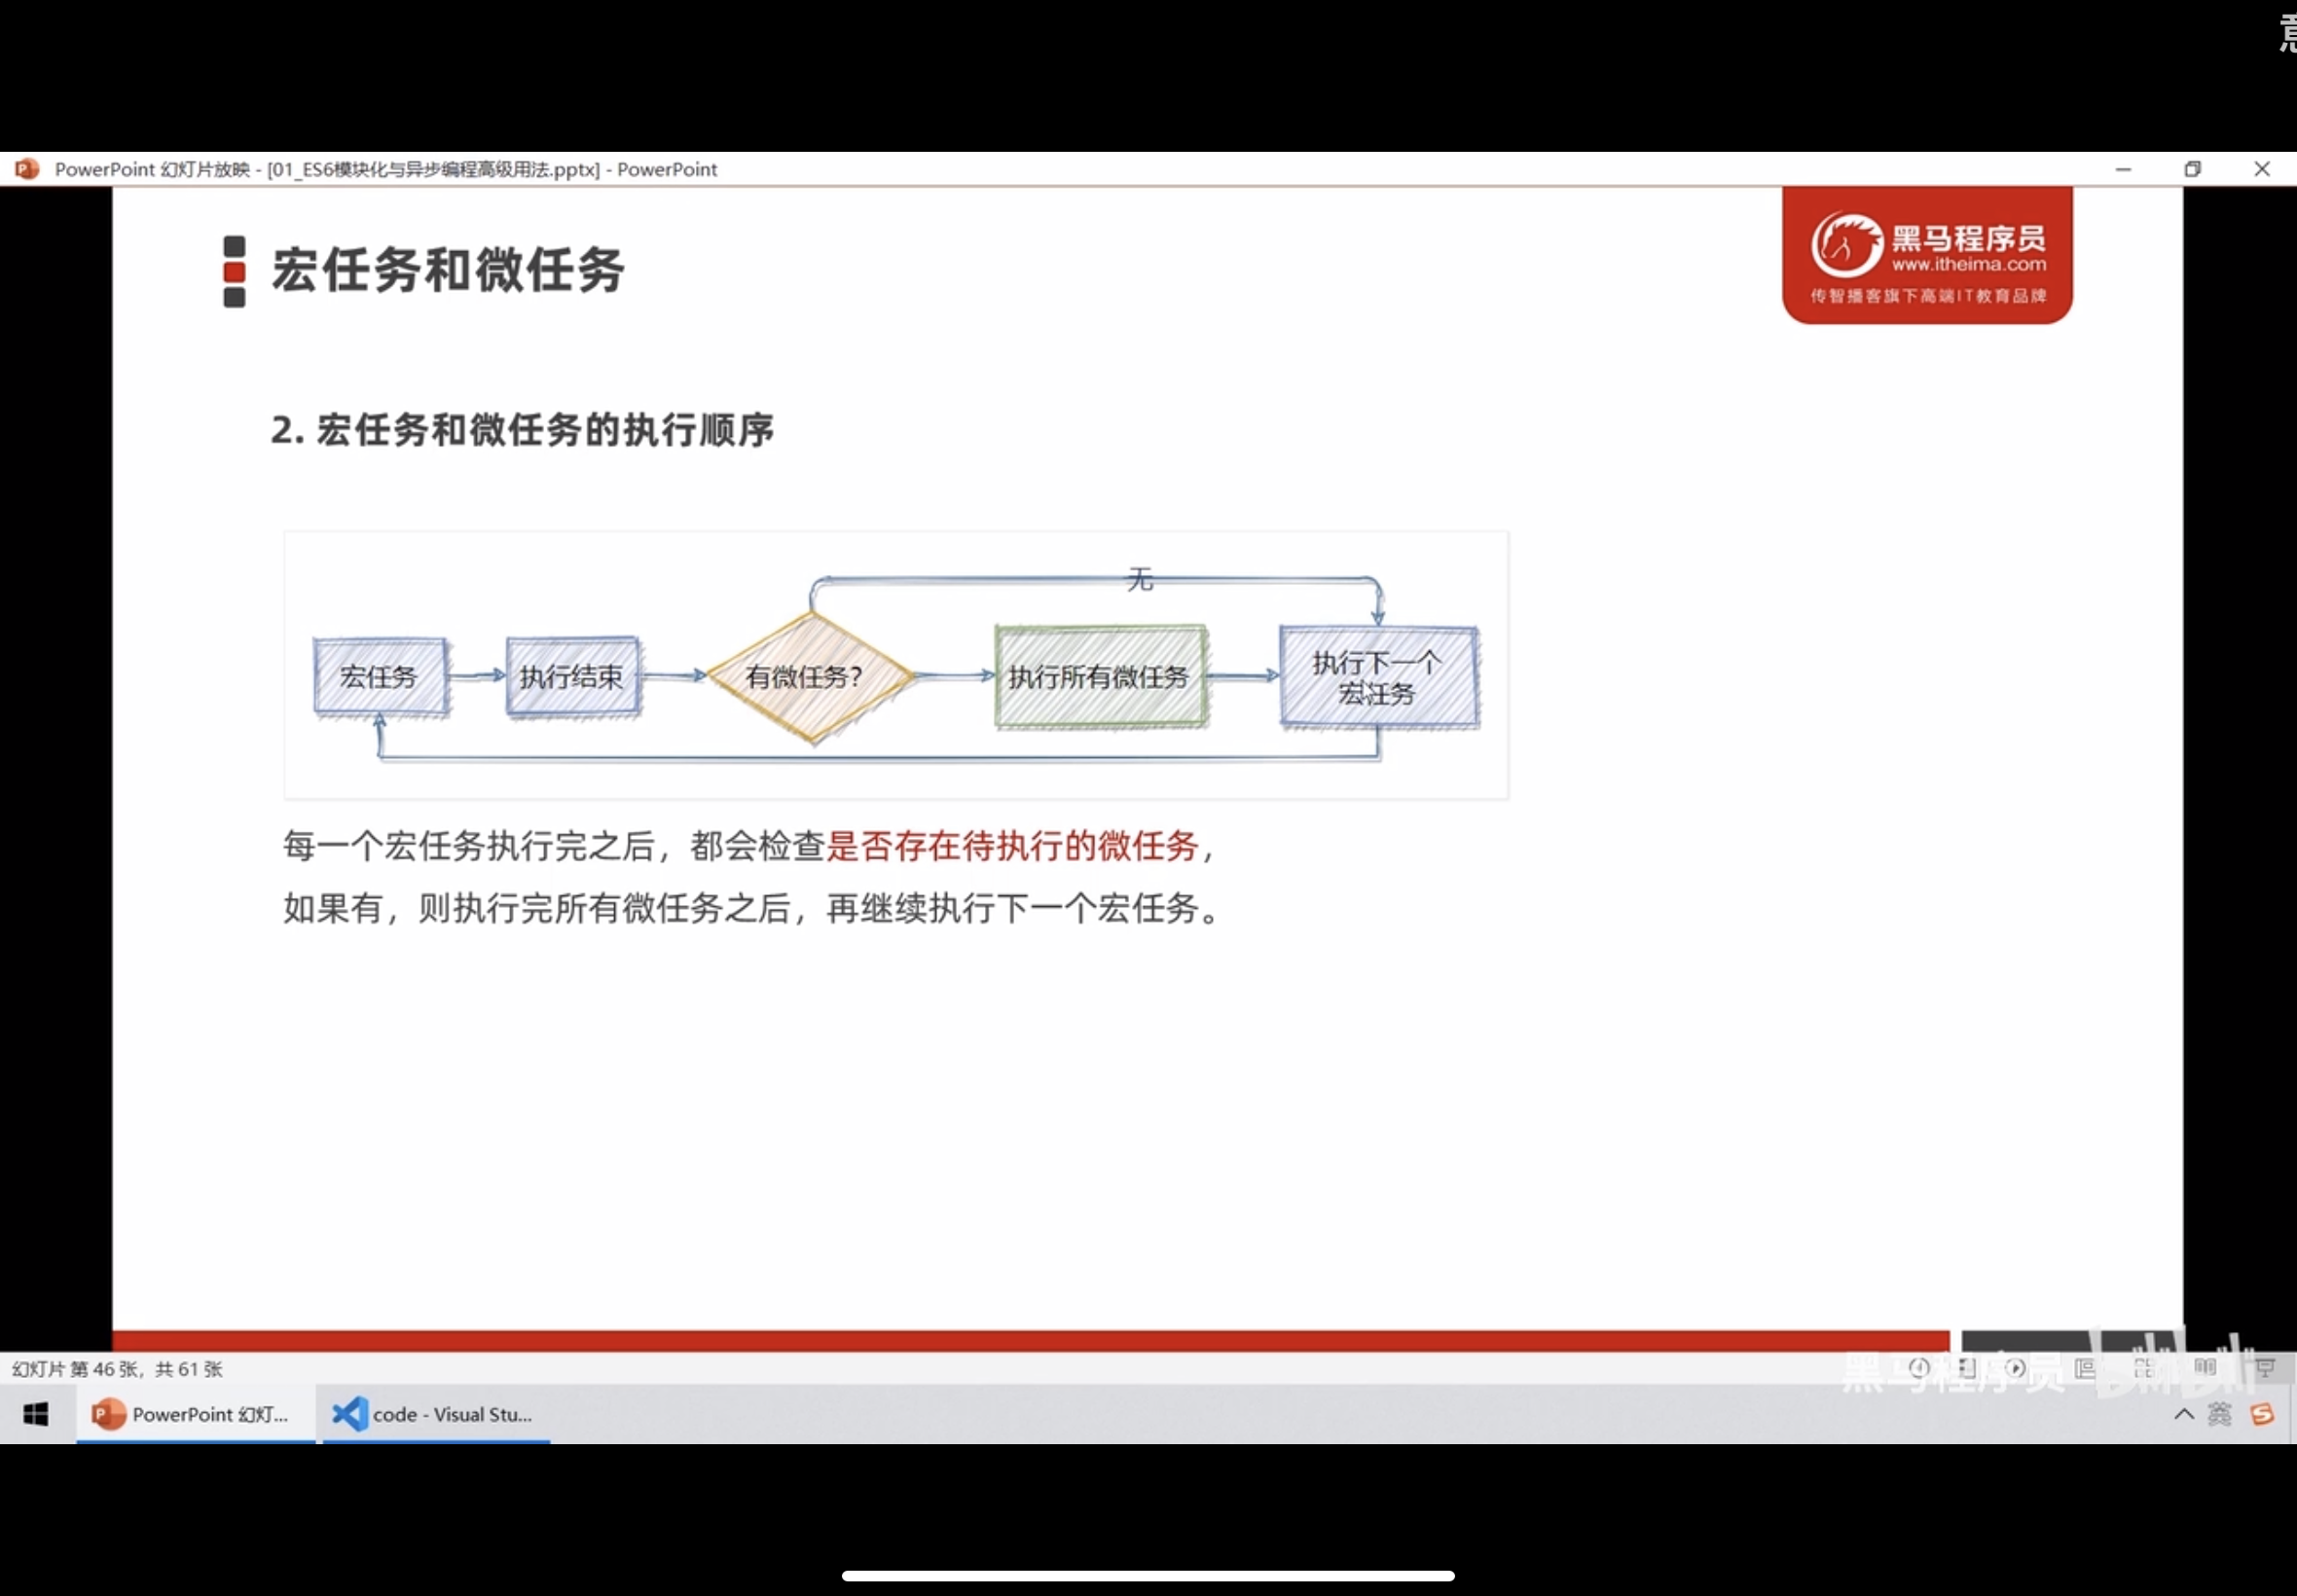 PowerPoint 幻灯片放映 - [01_ES6模块化与异步编程高级用法.pptx] - PowerPoint
宏任务和微任务
黑马程序员
www.itheima.com
传智播客旗下高端IT教育品牌
2. 宏任务和微任务的执行顺序
无
宏任务
执行结束
有微任务?
执行所有微任务
执行下一个
宏任务
每一个宏任务执行完之后，都会检查是否存在待执行的微任务，
如果有，则执行完所有微任务之后，再继续执行下一个宏任务。
幻灯片 第 46 张，共 61 张
黑马程序员 bilibili
PowerPoint 幻灯...
code - Visual Stu...
英